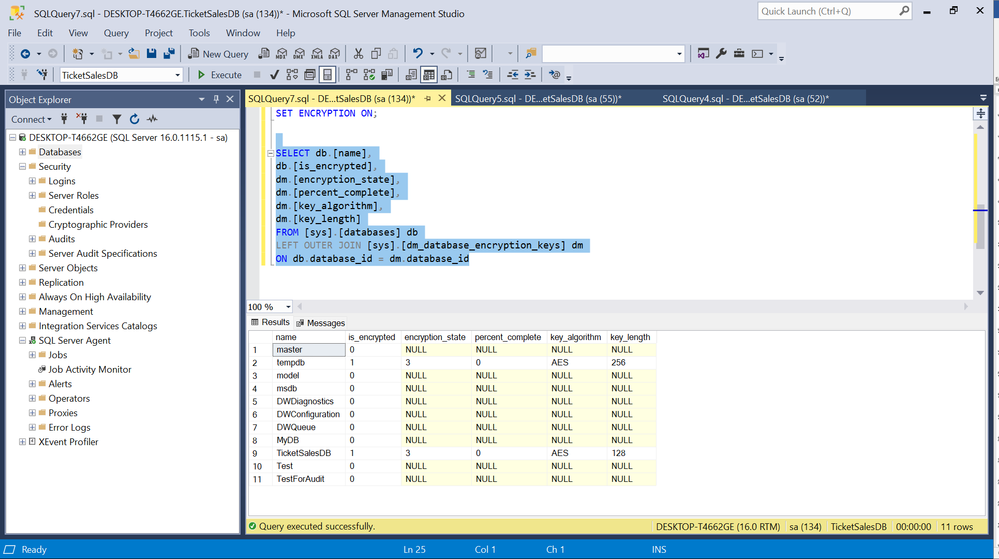 SQLQuery7.sql - DESKTOP-T4662GE.TicketSalesDB (sa (134))* - Microsoft SQL Server Management Studio
Quick Launch (Ctrl+Q)
File Edit View Query Project Tools Window Help
New Query MDX DMX XMLA DAX
TicketSalesDB
Execute
Object Explorer
Connect
DESKTOP-T4662GE (SQL Server 16.0.1115.1 - sa)
Databases
Security
Logins
Server Roles
Credentials
Cryptographic Providers
Audits
Server Audit Specifications
Server Objects
Replication
Always On High Availability
Management
Integration Services Catalogs
SQL Server Agent
Jobs
Job Activity Monitor
Alerts
Operators
Proxies
Error Logs
XEvent Profiler
SQLQuery7.sql - DE...tSalesDB (sa (134))* SQLQuery5.sql - DE...etSalesDB (sa (55))* SQLQuery4.sql - DE...etSalesDB (sa (52))*
SET ENCRYPTION ON;
SELECT db.[name],
db.[is_encrypted],
dm.[encryption_state],
dm.[percent_complete],
dm.[key_algorithm],
dm.[key_length]
FROM [sys].[databases] db
LEFT OUTER JOIN [sys].[dm_database_encryption_keys] dm
ON db.database_id = dm.database_id
100 %
Results Messages
name is_encrypted encryption_state percent_complete key_algorithm key_length
1 master 0 NULL NULL NULL NULL
2 tempdb 1 3 0 AES 256
3 model 0 NULL NULL NULL NULL
4 msdb 0 NULL NULL NULL NULL
5 DWDiagnostics 0 NULL NULL NULL NULL
6 DWConfiguration 0 NULL NULL NULL NULL
7 DWQueue 0 NULL NULL NULL NULL
8 MyDB 0 NULL NULL NULL NULL
9 TicketSalesDB 1 3 0 AES 128
10 Test 0 NULL NULL NULL NULL
11 TestForAudit 0 NULL NULL NULL NULL
Query executed successfully. DESKTOP-T4662GE (16.0 RTM) sa (134) TicketSalesDB 00:00:00 11 rows
Ready Ln 25 Col 1 Ch 1 INS